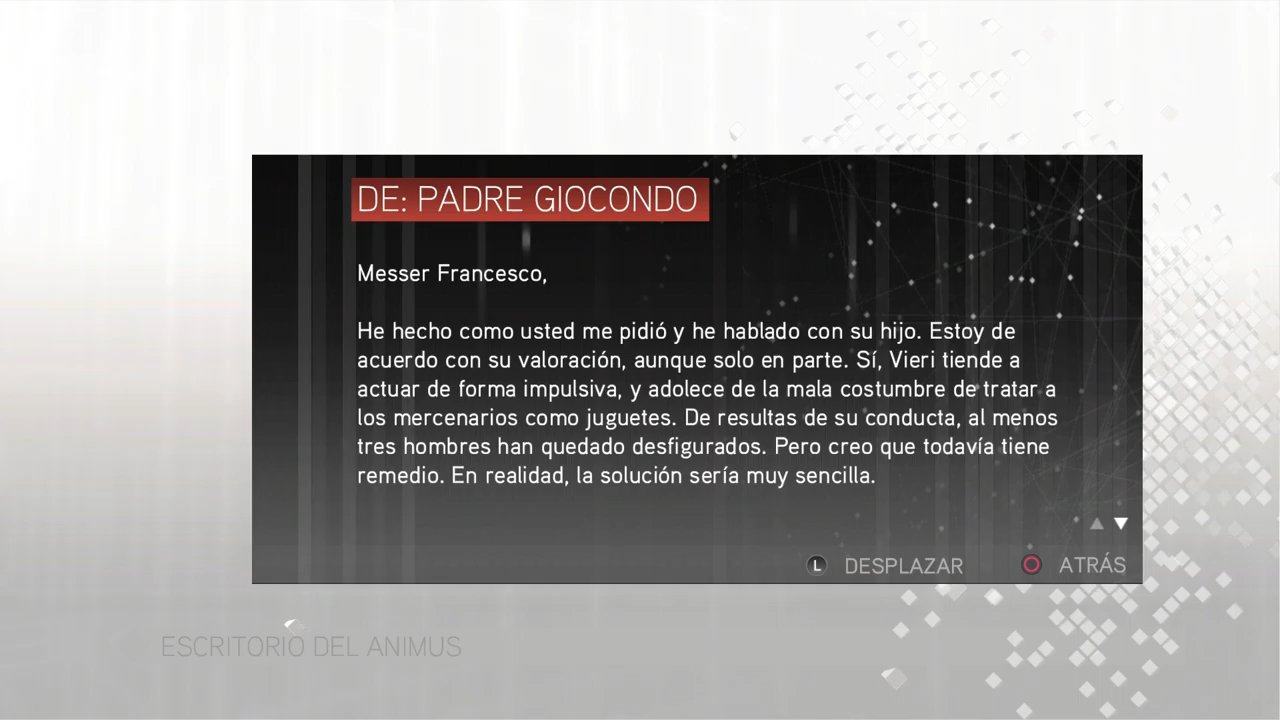 DE: PADRE GIOCONDO
Messer Francesco,
He hecho como usted me pidió y he hablado con su hijo. Estoy de
acuerdo con su valoración, aunque solo en parte. Sí, Vieri tiende a
actuar de forma impulsiva, y adolece de la mala costumbre de tratar a
los mercenarios como juguetes. De resultas de su conducta, al menos
tres hombres han quedado desfigurados. Pero creo que todavía tiene
remedio. En realidad, la solución sería muy sencilla.
L DESPLAZAR ATRÁS
ESCRITORIO DEL ANIMUS